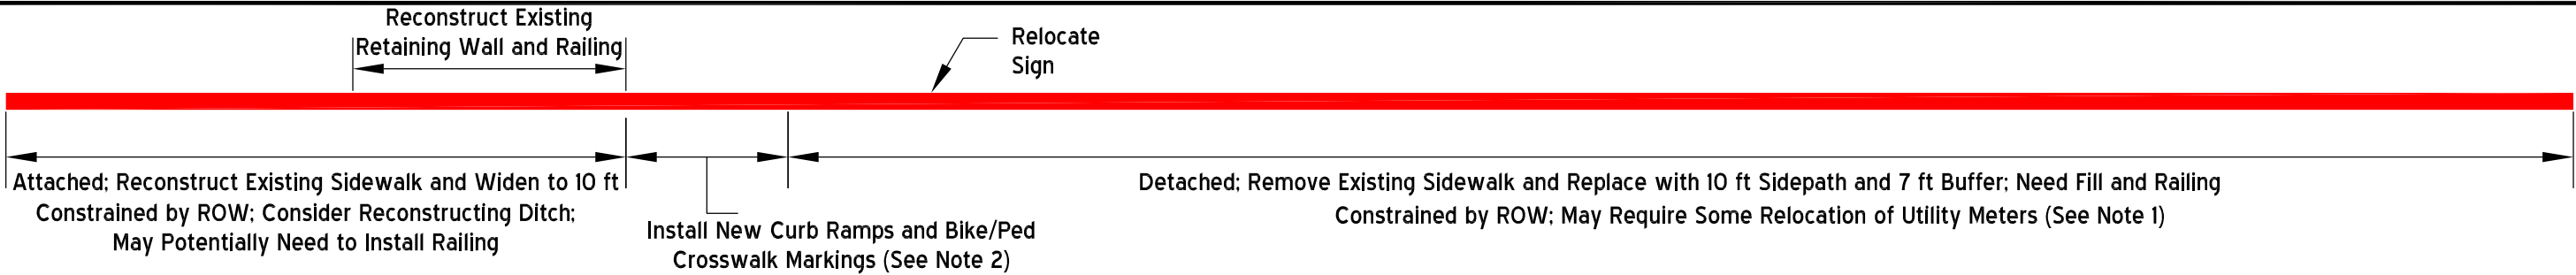 Reconstruct Existing
Retaining Wall and Railing
Relocate
Sign
Attached; Reconstruct Existing Sidewalk and Widen to 10 ft
Constrained by ROW; Consider Reconstructing Ditch;
May Potentially Need to Install Railing
Install New Curb Ramps and Bike/Ped
Crosswalk Markings (See Note 2)
Detached; Remove Existing Sidewalk and Replace with 10 ft Sidepath and 7 ft Buffer; Need Fill and Railing
Constrained by ROW; May Require Some Relocation of Utility Meters (See Note 1)